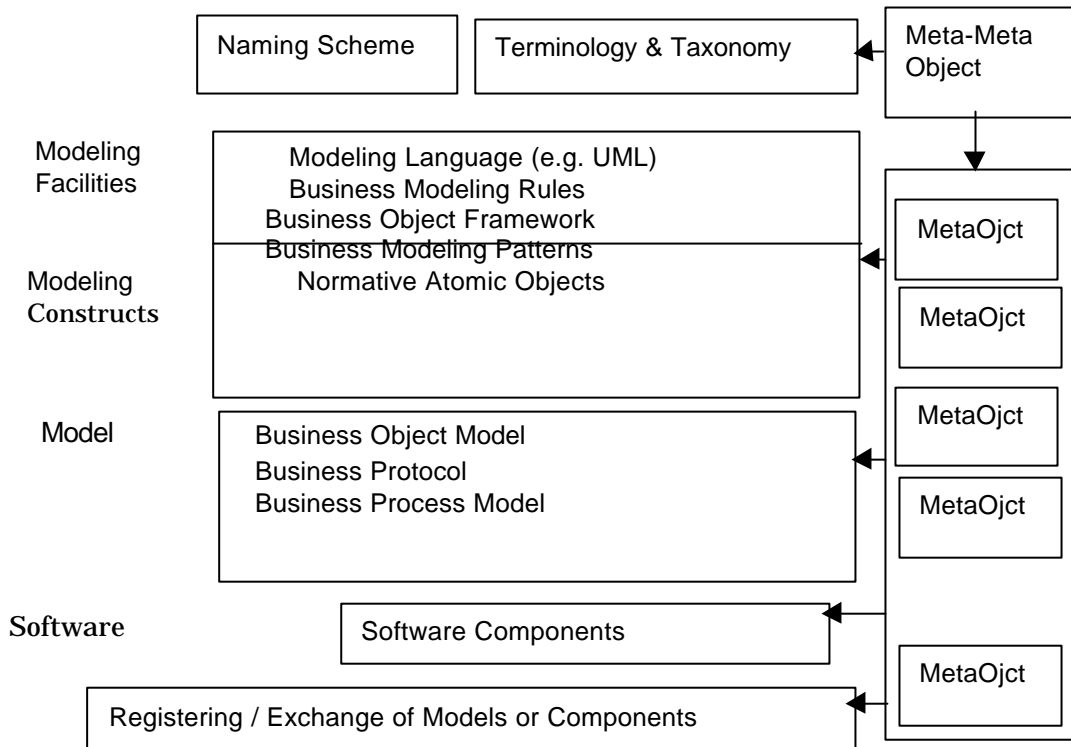 Naming Scheme
Terminology & Taxonomy
Meta-Meta
Object
Modeling
Facilities
Modeling Language (e.g. UML)
Business Modeling Rules
Business Object Framework
MetaOjct
Business Modeling Patterns
Modeling
Constructs
Normative Atomic Objects
MetaOjct
Model
Business Object Model
Business Protocol
Business Process Model
MetaOjct
MetaOjct
Software
Software Components
MetaOjct
Registering / Exchange of Models or Components